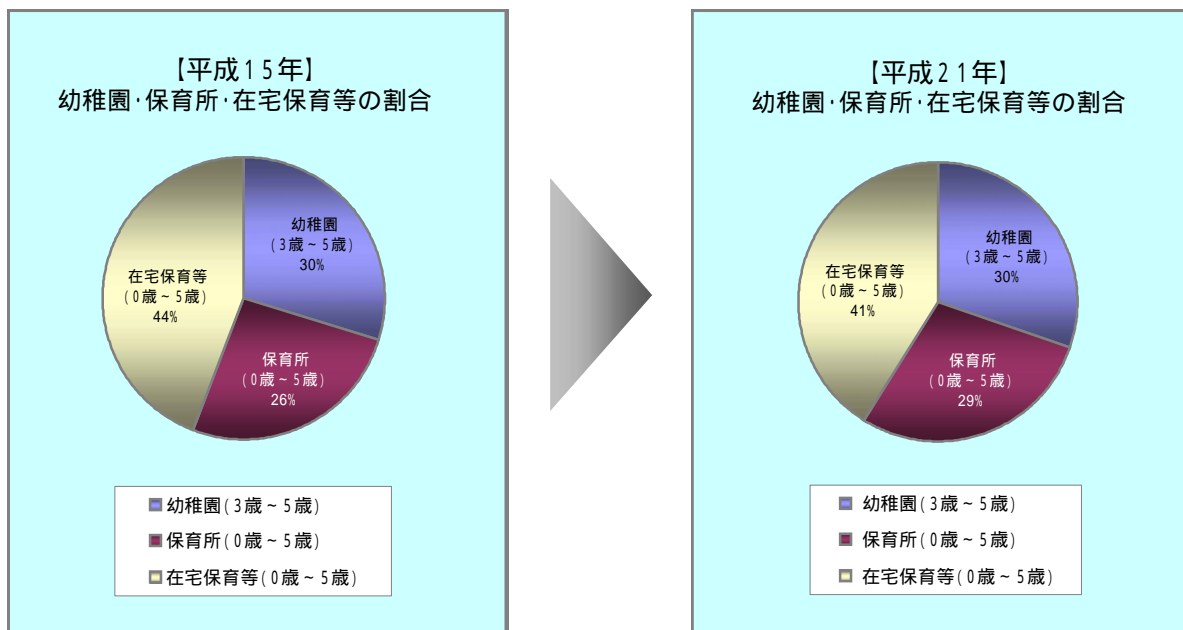 【平成15年】
幼稚園・保育所・在宅保育等の割合
幼稚園
(3歳~5歳)
30%
在宅保育等
(0歳~5歳)
44%
保育所
(0歳~5歳)
26%
幼稚園(3歳~5歳)
保育所(0歳~5歳)
在宅保育等(0歳~5歳)
【平成21年】
幼稚園・保育所・在宅保育等の割合
幼稚園
(3歳~5歳)
30%
在宅保育等
(0歳~5歳)
41%
保育所
(0歳~5歳)
29%
幼稚園(3歳~5歳)
保育所(0歳~5歳)
在宅保育等(0歳~5歳)